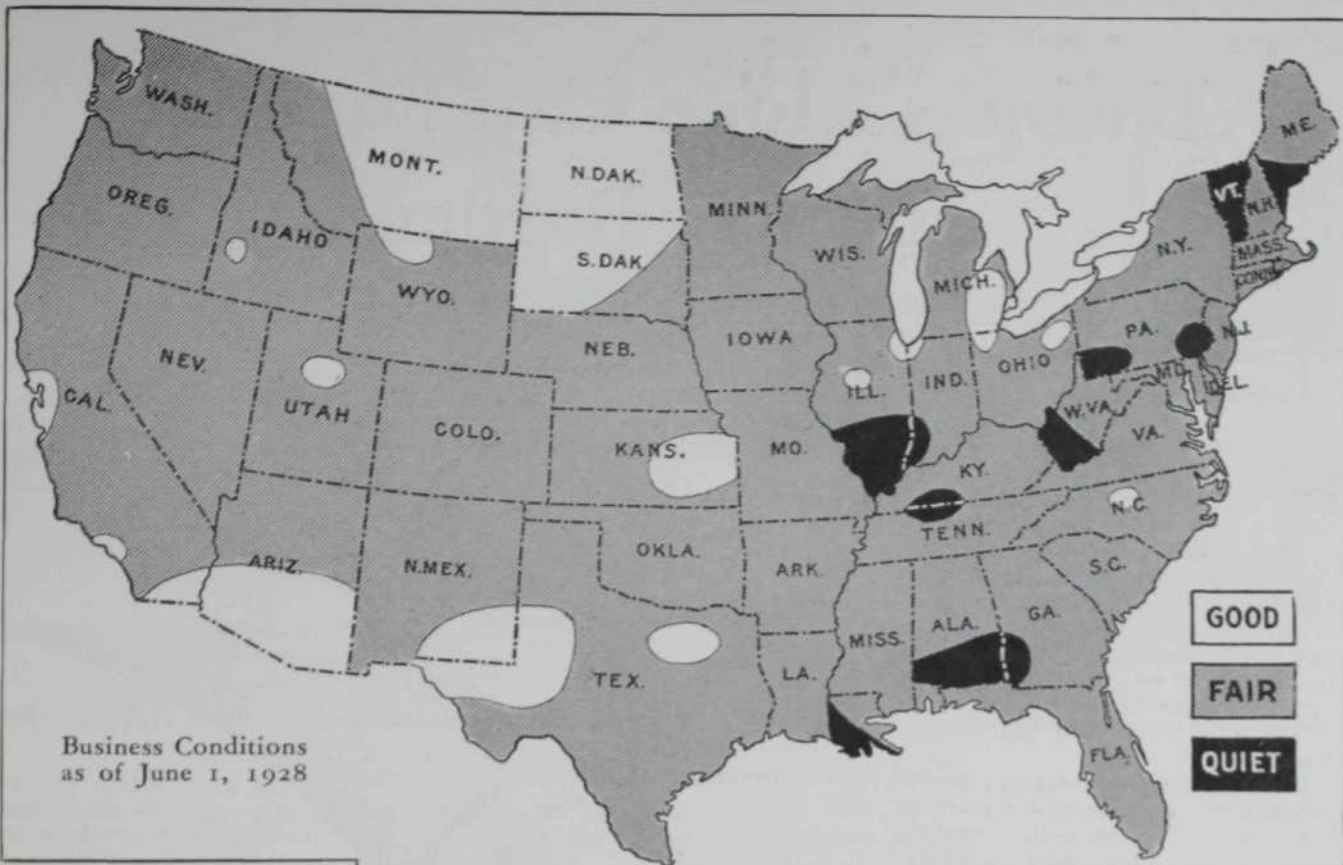 WASH.
OREG.
IDAHO
MONT.
N.DAK.
S.DAK.
WYO.
MINN.
WIS.
MICH.
N.Y.
ME.
VT.
N.H.
MASS.
CONN.
NEV.
CAL.
UTAH
COLO.
NEB.
IOWA
KANS.
MO.
ILL.
IND.
OHIO
PA.
N.J.
MD.
DEL.
W.VA.
VA.
KY.
TENN.
N.C.
S.C.
ARIZ.
N.MEX.
OKLA.
ARK.
TEX.
LA.
MISS.
ALA.
GA.
FLA.
GOOD
FAIR
QUIET
Business Conditions
as of June 1, 1928